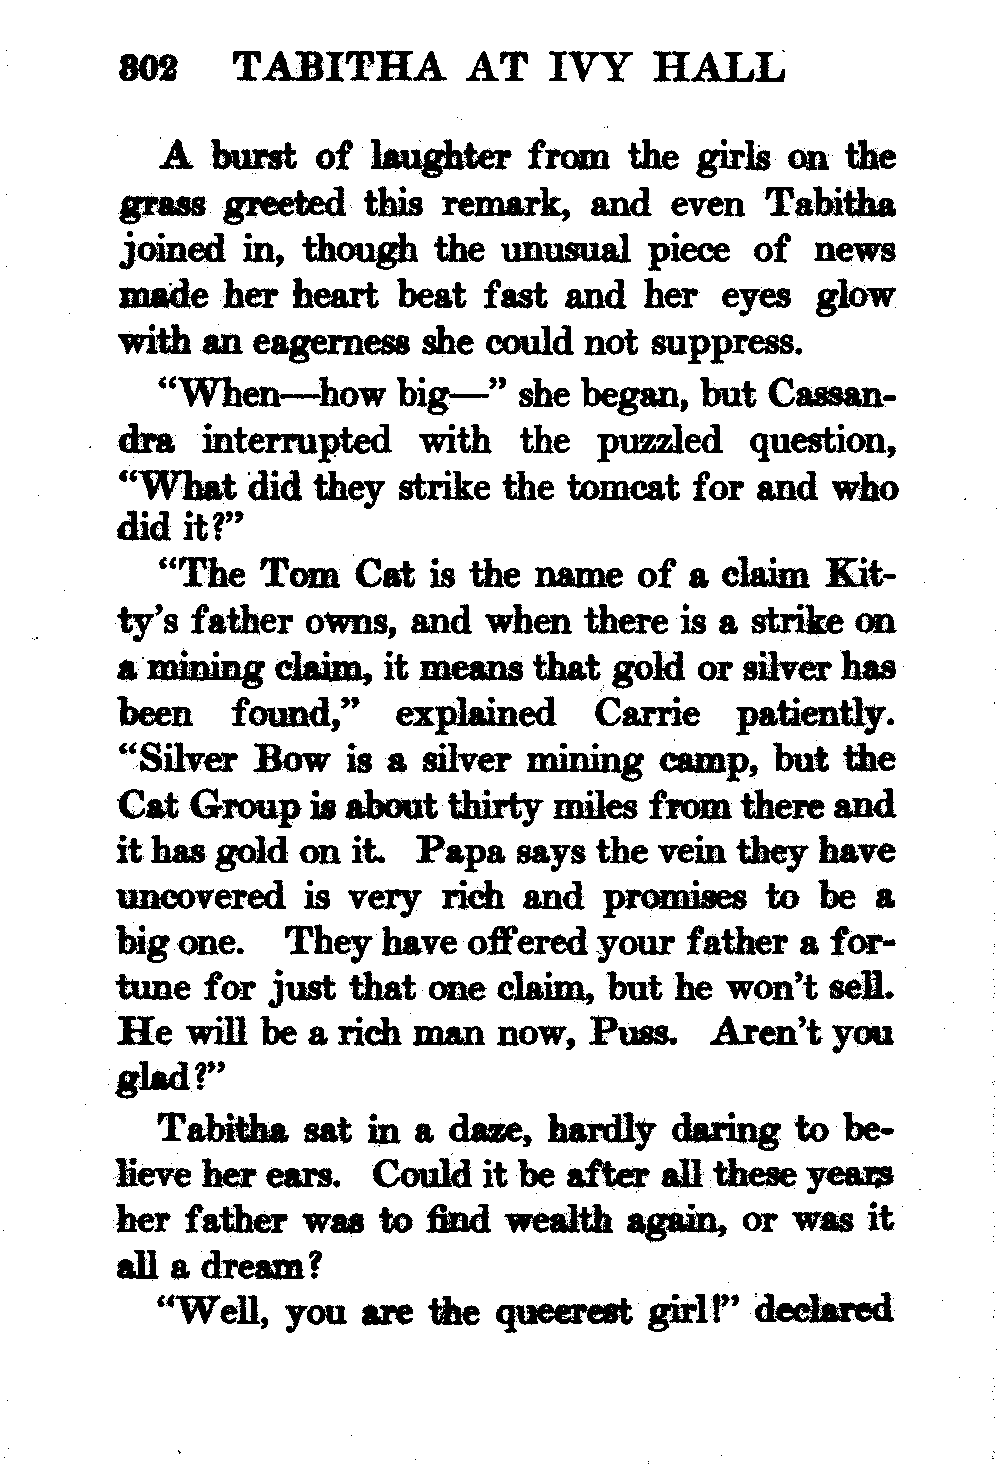 302 TABITHA AT IVY HALL
A burst of laughter from the girls on the
grass greeted this remark, and even Tabitha
joined in, though the unusual piece of news
made her heart beat fast and her eyes glow
with an eagerness she could not suppress.
“When—how big—” she began, but Cassan-
dra interrupted with the puzzled question,
“What did they strike the tomcat for and who
did it?”
“The Tom Cat is the name of a claim Kit-
ty’s father owns, and when there is a strike on
a mining claim, it means that gold or silver has
been found,” explained Carrie patiently.
“Silver Bow is a silver mining camp, but the
Cat Group is about thirty miles from there and
it has gold on it. Papa says the vein they have
uncovered is very rich and promises to be a
big one. They have offered your father a for-
tune for just that one claim, but he won’t sell.
He will be a rich man now, Puss. Aren’t you
glad?”
Tabitha sat in a daze, hardly daring to be-
lieve her ears. Could it be after all these years
her father was to find wealth again, or was it
all a dream?
“Well, you are the queerest girl!” declared